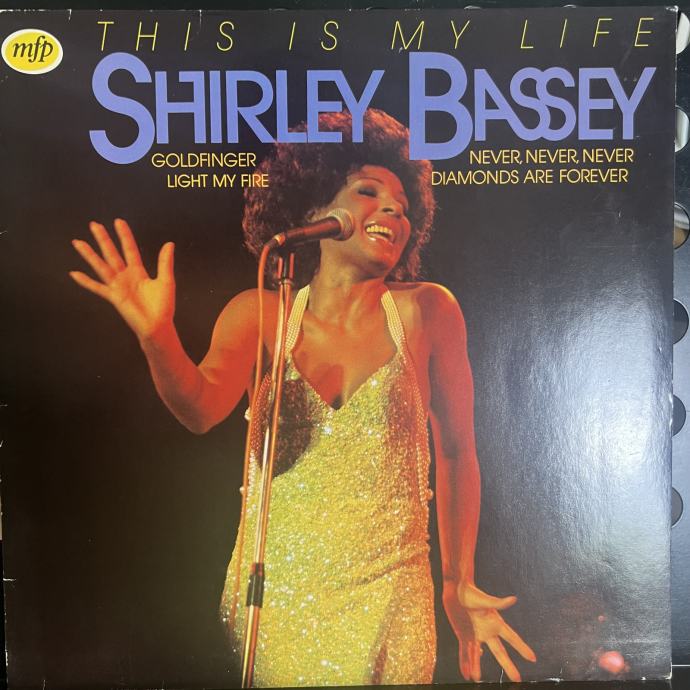 mfp
THIS IS MY LIFE
SHIRLEY BASSEY
GOLDFINGER
LIGHT MY FIRE
NEVER, NEVER, NEVER
DIAMONDS ARE FOREVER